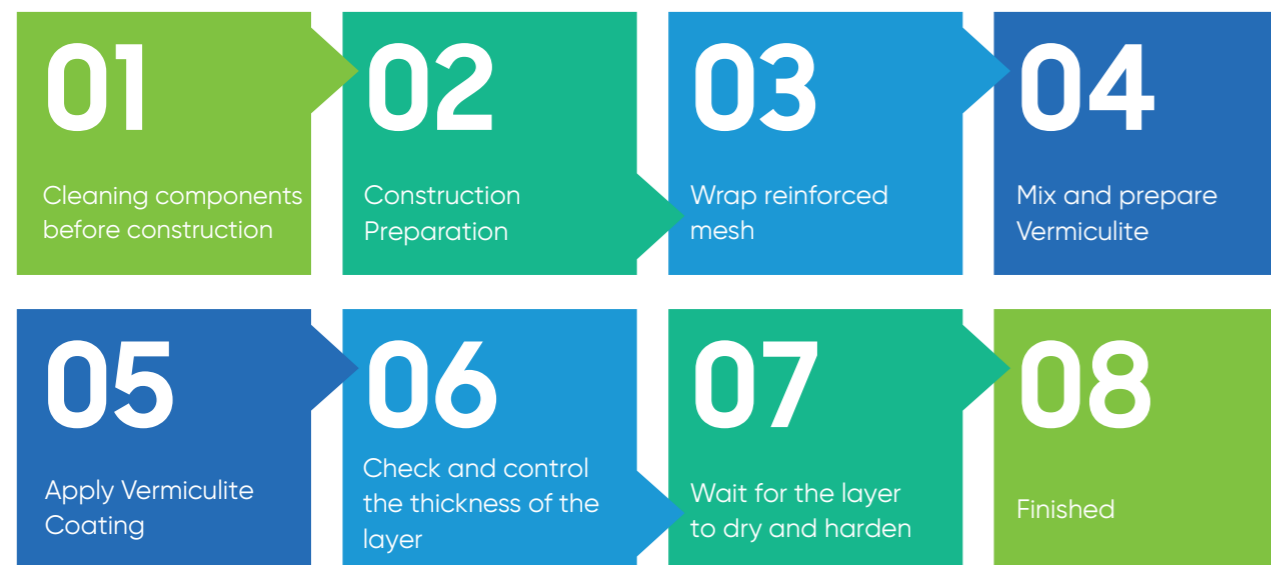 01
Cleaning components
before construction
02
Construction
Preparation
03
Wrap reinforced
mesh
04
Mix and prepare
Vermiculite
05
Apply Vermiculite
Coating
06
Check and control
the thickness of the
layer
07
Wait for the layer
to dry and harden
08
Finished